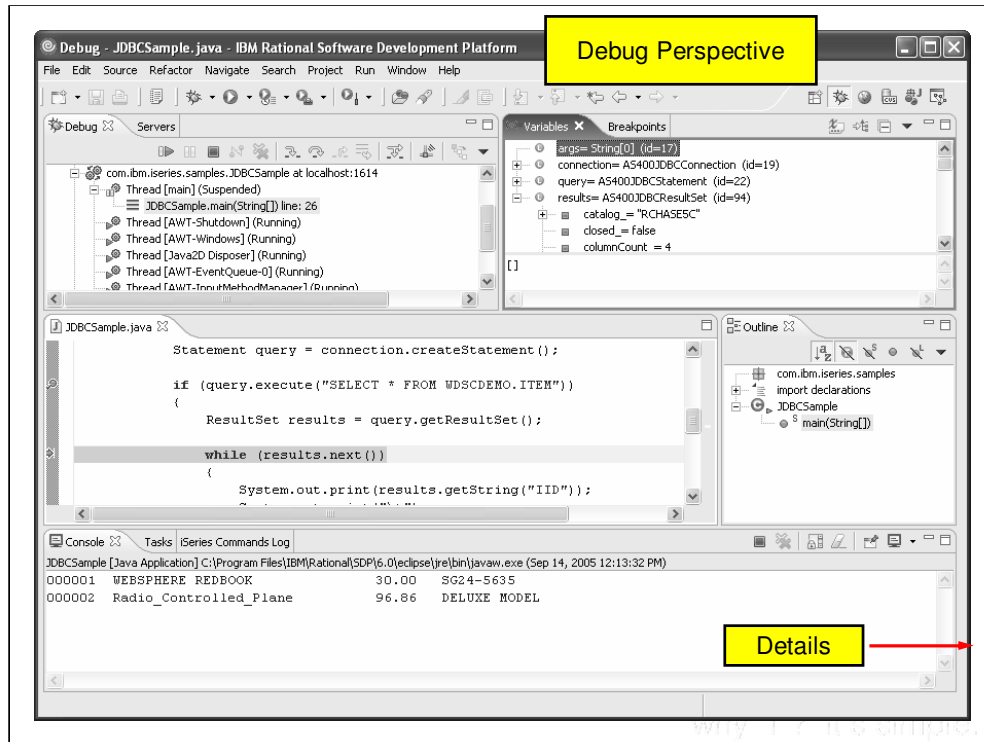 Debug - JDBCSample.java - IBM Rational Software Development Platform
Debug Perspective
File Edit Source Refactor Navigate Search Project Run Window Help
Debug Servers
com.ibm.iseries.samples.JDBCSample at localhost:1614
Thread [main] (Suspended)
JDBCSample.main(String[]) line: 26
Thread [AWT-Shutdown] (Running)
Thread [AWT-Windows] (Running)
Thread [Java2D Disposer] (Running)
Thread [AWT-EventQueue-0] (Running)
Thread [AWT-InputMethodManager] (Running)
Variables Breakpoints
args= String[0] (id=17)
connection= AS400JDBCConnection (id=19)
query= AS400JDBCStatement (id=22)
results= AS400JDBCResultSet (id=94)
catalog_= "RCHASE5C"
closed_= false
columnCount_= 4
[]
JDBCSample.java
Statement query = connection.createStatement();
if (query.execute("SELECT * FROM WDSCDEMO.ITEM"))
{
ResultSet results = query.getResultSet();
while (results.next())
{
System.out.print(results.getString("IID"));
Outline
com.ibm.iseries.samples
import declarations
JDBCSample
main(String[])
Console Tasks iSeries Commands Log
JDBCSample [Java Application] C:\Program Files\IBM\Rational\SDP\6.0\eclipse\jre\bin\javaw.exe (Sep 14, 2005 12:13:32 PM)
000001 WEBSPHERE REDBOOK 30.00 SG24-5635
000002 Radio_Controlled_Plane 96.86 DELUXE MODEL
Details